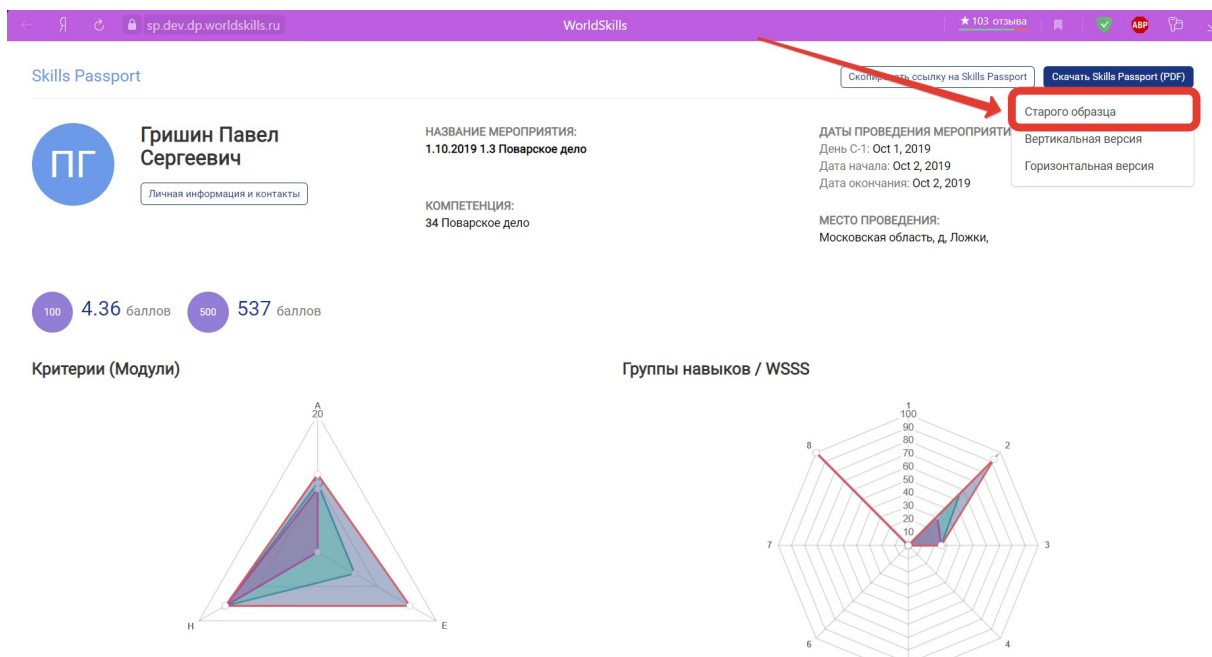 Я
sp.dev.dp.worldskills.ru
WorldSkills
★ 103 отзыва
ABP
Skills Passport
Скопировать ссылку на Skills Passport
Скачать Skills Passport (PDF)
Старого образца
Вертикальная версия
Горизонтальная версия
ПГ
Гришин Павел
Сергеевич
Личная информация и контакты
НАЗВАНИЕ МЕРОПРИЯТИЯ:
1.10.2019 1.3 Поварское дело
КОМПЕТЕНЦИЯ:
34 Поварское дело
ДАТЫ ПРОВЕДЕНИЯ МЕРОПРИЯТИ
День С-1: Oct 1, 2019
Дата начала: Oct 2, 2019
Дата окончания: Oct 2, 2019
МЕСТО ПРОВЕДЕНИЯ:
Московская область, д, Ложки,
100 4.36 баллов 500 537 баллов
Критерии (Модули)
A
20
H
E
Группы навыков / WSSS
1
100
90
80
70
60
50
40
30
20
10
8
2
7
3
6
4